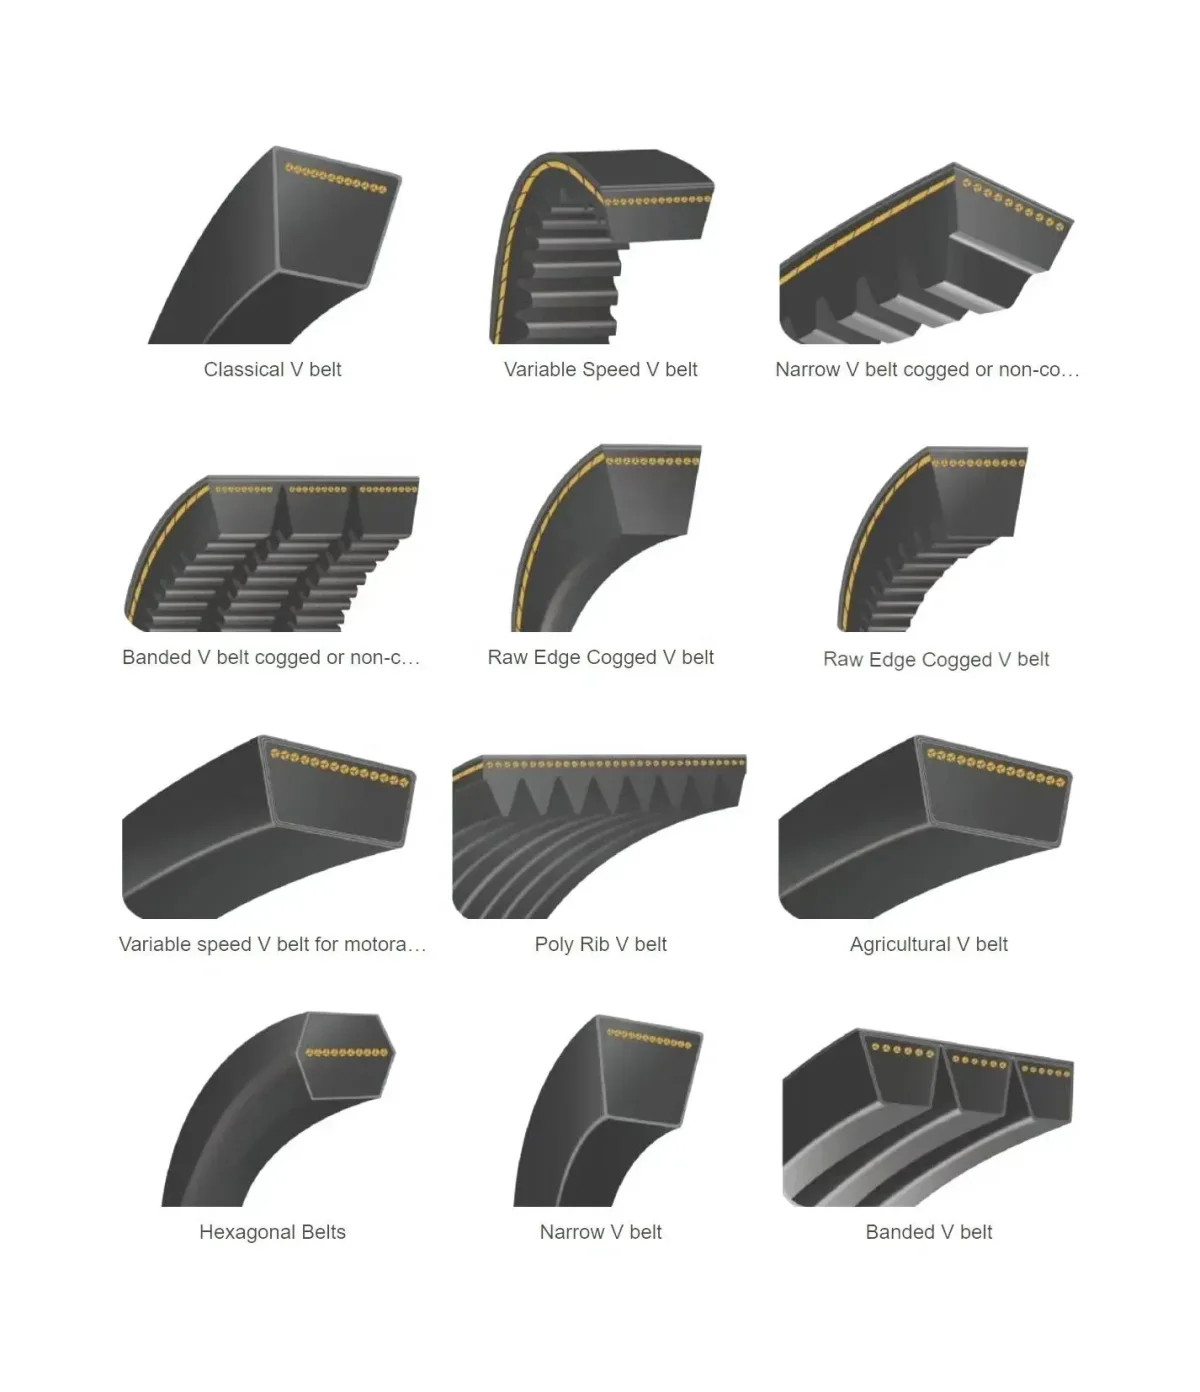 Classical V belt
Variable Speed V belt
Narrow V belt cogged or non-co…
Banded V belt cogged or non-c…
Raw Edge Cogged V belt
Raw Edge Cogged V belt
Variable speed V belt for motora…
Poly Rib V belt
Agricultural V belt
Hexagonal Belts
Narrow V belt
Banded V belt